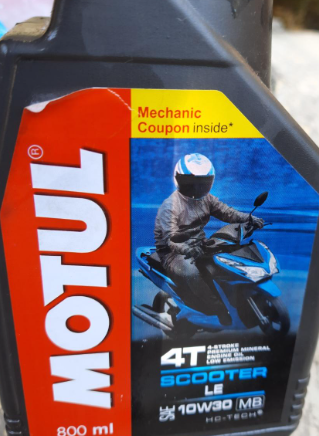 Mechanic
Coupon inside*
MOTUL®
4T
4-STROKE
PREMIUM MINERAL
ENGINE OIL
LOW EMISSION
SCOOTER
LE
SAE 10W30 MB
HC-TECH®
800 ml